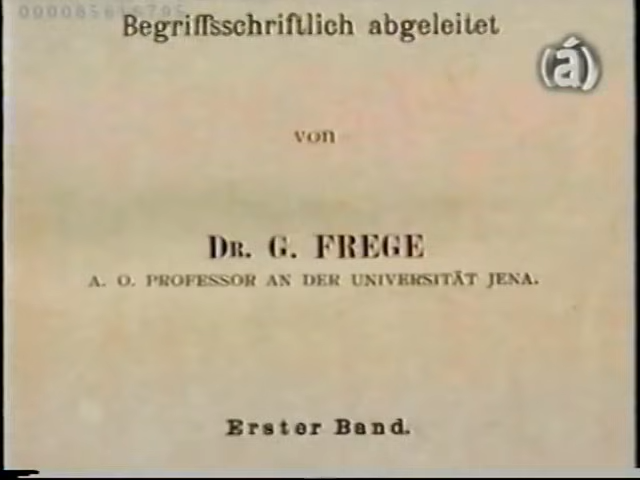 Begriffsschriftlich abgeleitet
(á)
von
DR. G. FREGE
A. O. PROFESSOR AN DER UNIVERSITÄT JENA.
Erster Band.